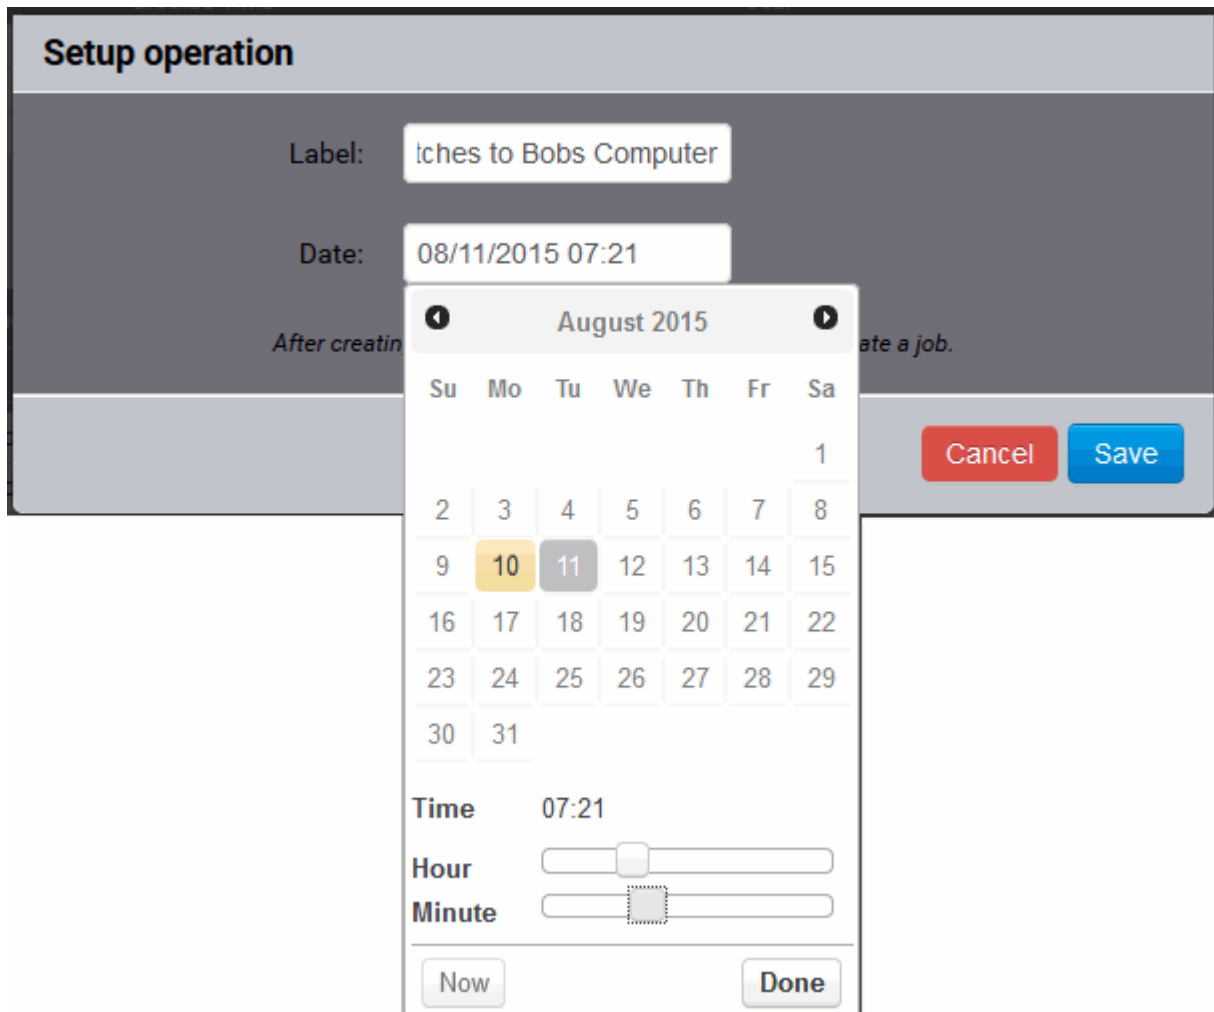 Setup operation
Label: tches to Bobs Computer
Date: 08/11/2015 07:21
August 2015
After creatin ate a job.
Su Mo Tu We Th Fr Sa
Cancel Save
1
2 3 4 5 6 7 8
9 10 11 12 13 14 15
16 17 18 19 20 21 22
23 24 25 26 27 28 29
30 31
Time 07:21
Hour
Minute
Now Done